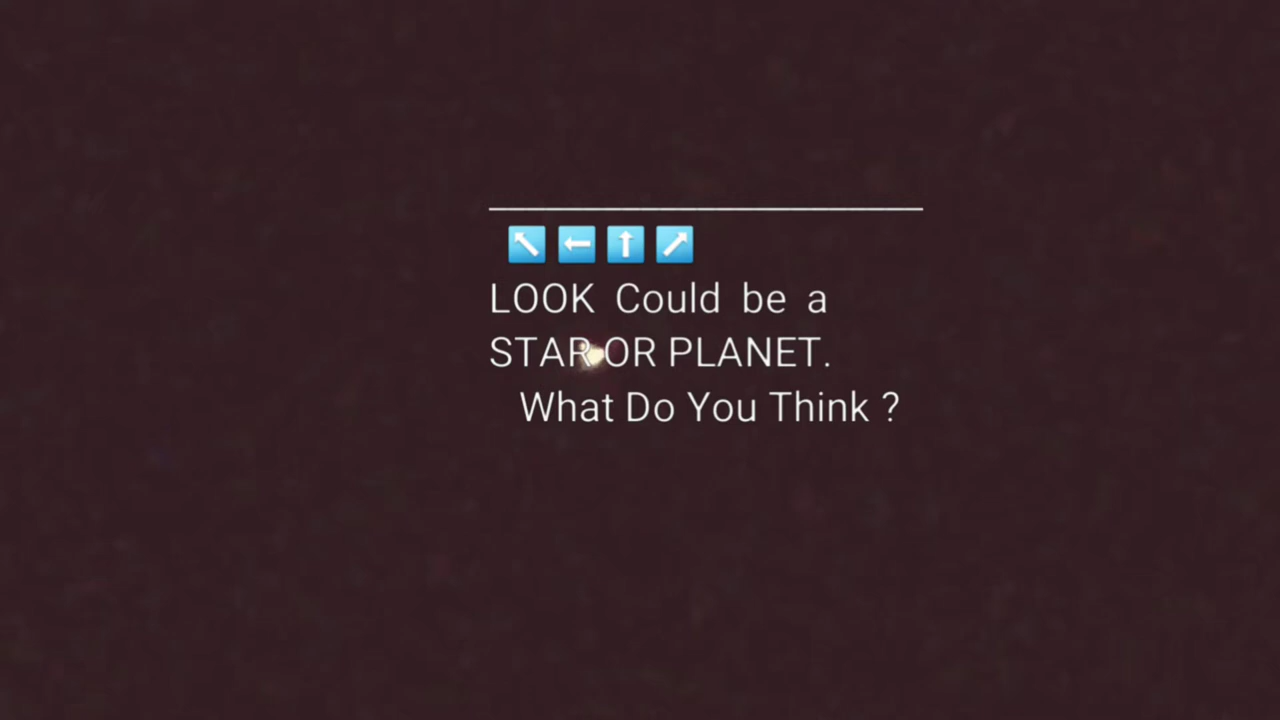 ↖️⬅️⬆️↗️
LOOK Could be a
STAR OR PLANET.
What Do You Think ?